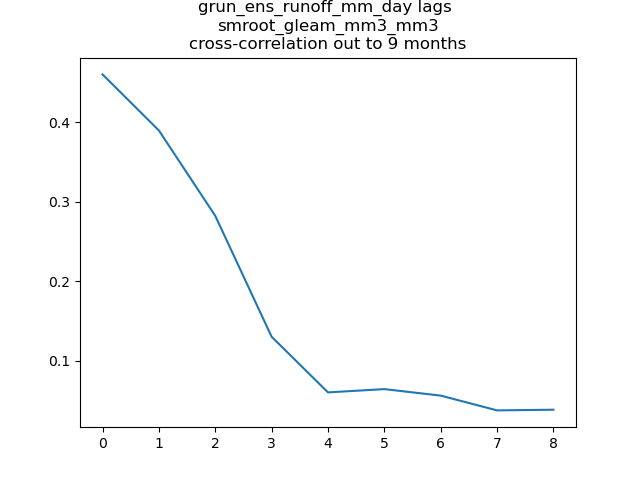 grun_ens_runoff_mm_day lags
smroot_gleam_mm3_mm3
cross-correlation out to 9 months
0.4
0.3
0.2
0.1
0 1 2 3 4 5 6 7 8